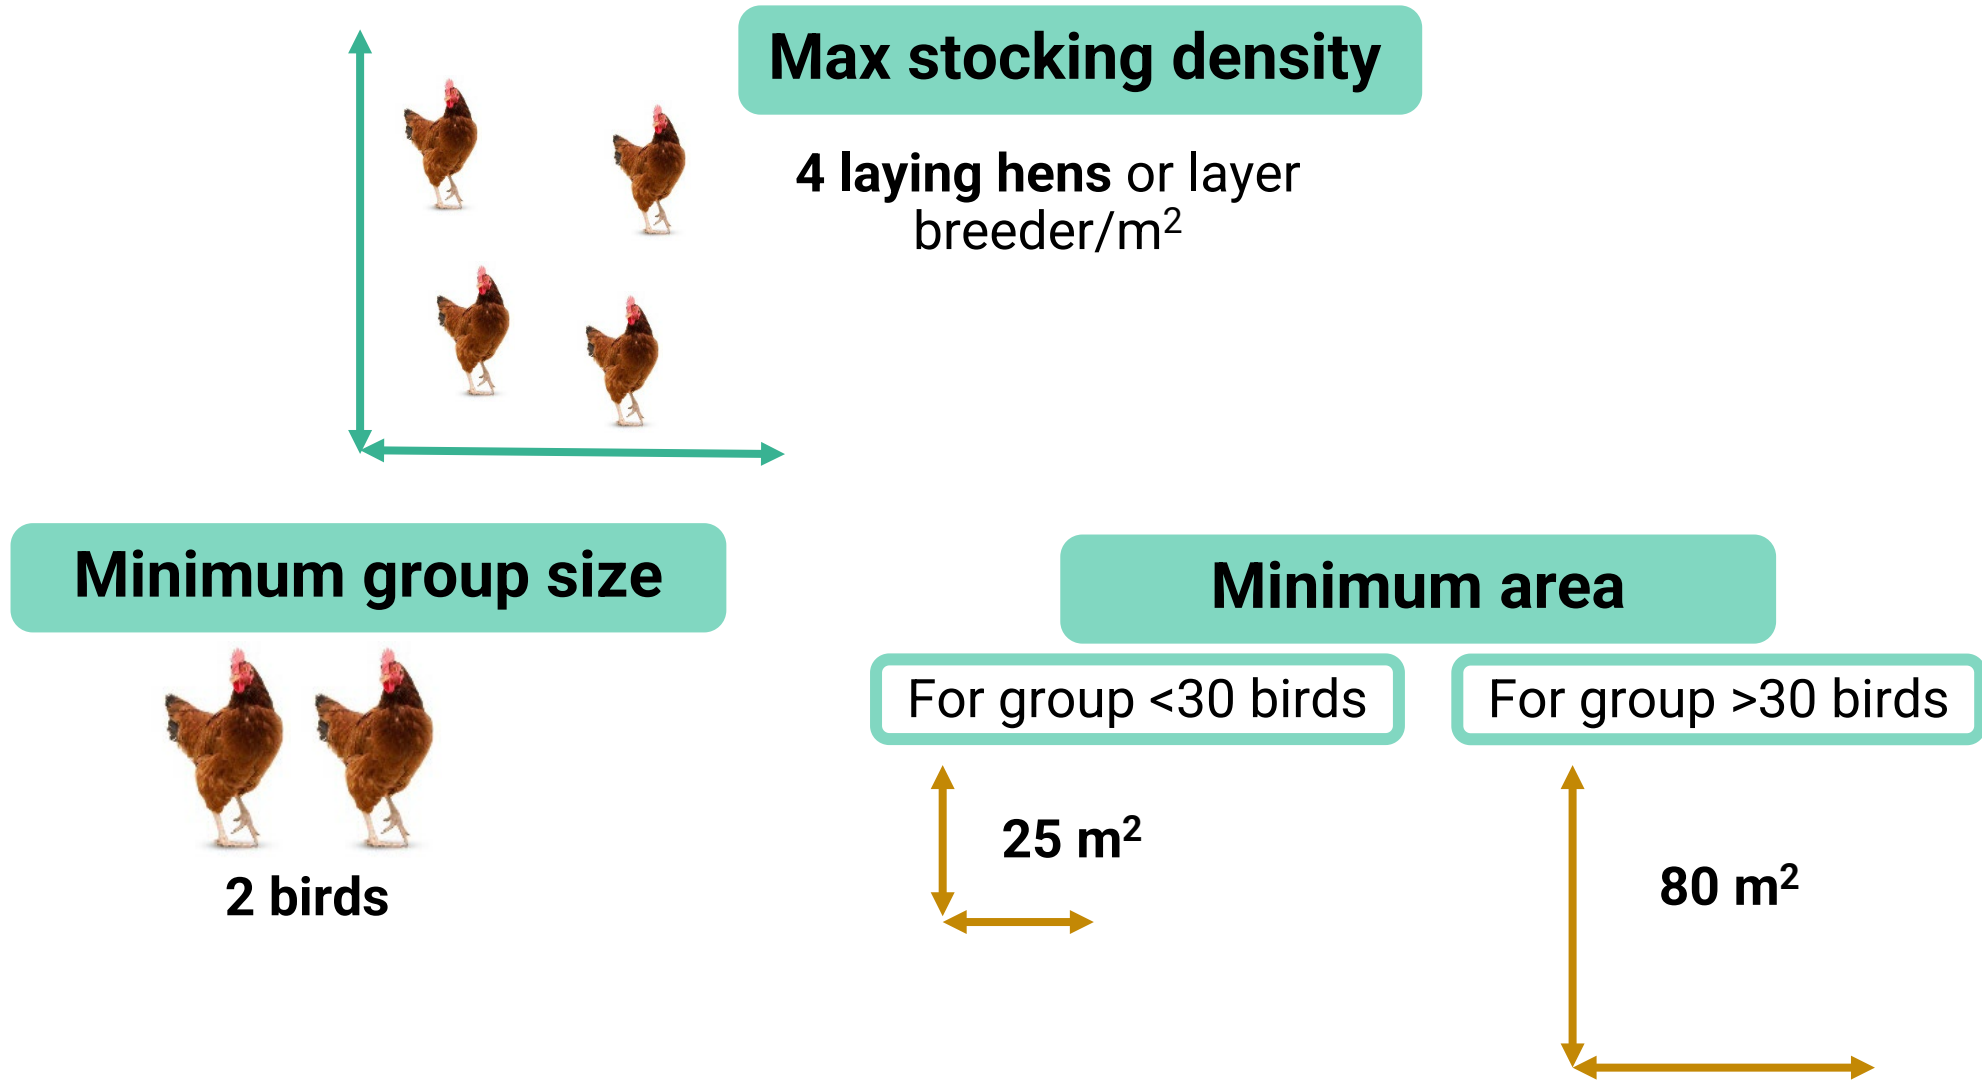 Max stocking density
4 laying hens or layer
breeder/m²
Minimum group size
2 birds
Minimum area
For group <30 birds
For group >30 birds
25 m²
80 m²